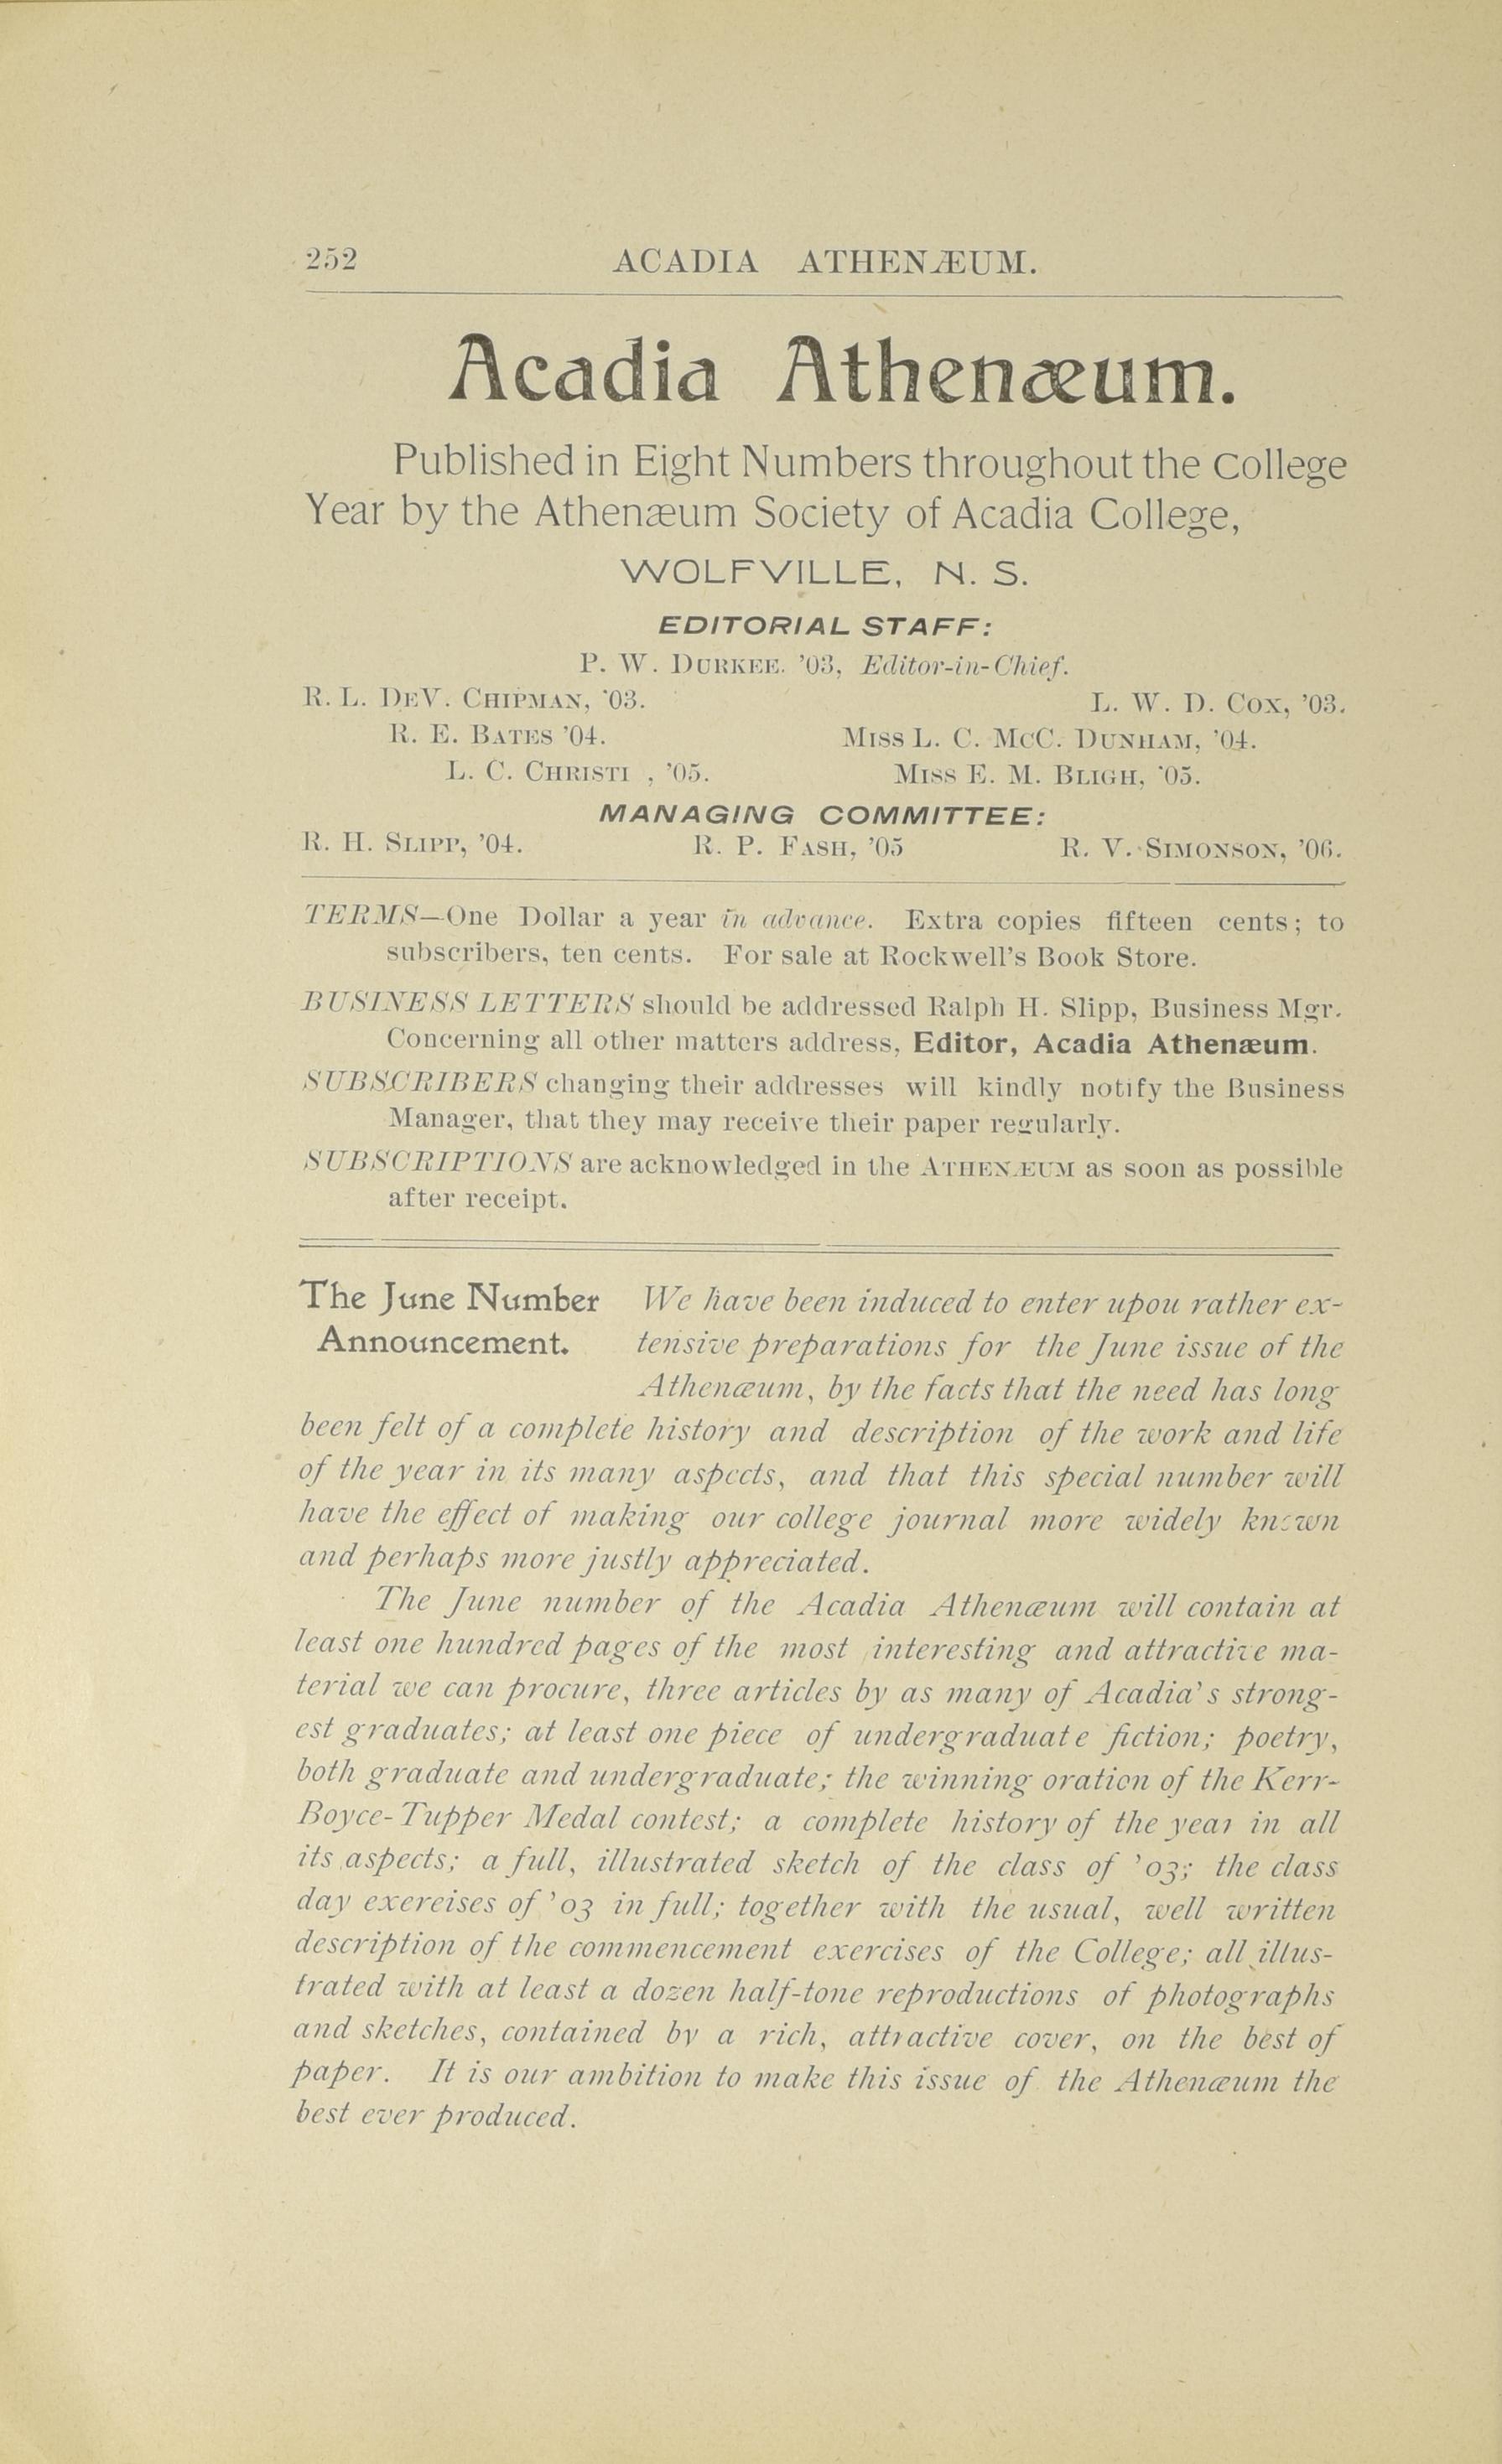 252 ACADIA ATHENÆUM.
Acadia Athenæum.
Published in Eight Numbers throughout the College
Year by the Athenæum Society of Acadia College,
WOLFVILLE, N. S.
EDITORIAL STAFF:
P. W. DURKEE. '03, Editor-in-Chief.
R. L. DEV. CHIPMAN, '03. L. W. D. COX, '03.
R. E. BATES '04. MISS L. C. MCC. DUNHAM, '04.
L. C. CHRISTI , '05. MISS E. M. BLIGH, '05.
MANAGING COMMITTEE:
R. H. SLIPP, '04. R. P. FASH, '05 R. V. SIMONSON, '06.
TERMS—One Dollar a year in advance. Extra copies fifteen cents; to
subscribers, ten cents. For sale at Rockwell's Book Store.
BUSINESS LETTERS should be addressed Ralph H. Slipp, Business Mgr.
Concerning all other matters address, Editor, Acadia Athenæum.
SUBSCRIBERS changing their addresses will kindly notify the Business
Manager, that they may receive their paper regularly.
SUBSCRIPTIONS are acknowledged in the ATHENÆUM as soon as possible
after receipt.
The June Number We have been induced to enter upon rather ex-
Announcement. tensive preparations for the June issue of the
Athenæum, by the facts that the need has long
been felt of a complete history and description of the work and life
of the year in its many aspects, and that this special number will
have the effect of making our college journal more widely known
and perhaps more justly appreciated.
The June number of the Acadia Athenæum will contain at
least one hundred pages of the most interesting and attractive ma-
terial we can procure, three articles by as many of Acadia's strong-
est graduates; at least one piece of undergraduate fiction; poetry,
both graduate and undergraduate; the winning oration of the Kerr-
Boyce-Tupper Medal contest; a complete history of the year in all
its aspects; a full, illustrated sketch of the class of '03; the class
day exereises of '03 in full; together with the usual, well written
description of the commencement exercises of the College; all illus-
trated with at least a dozen half-tone reproductions of photographs
and sketches, contained by a rich, attractive cover, on the best of
paper. It is our ambition to make this issue of the Athenæum the
best ever produced.